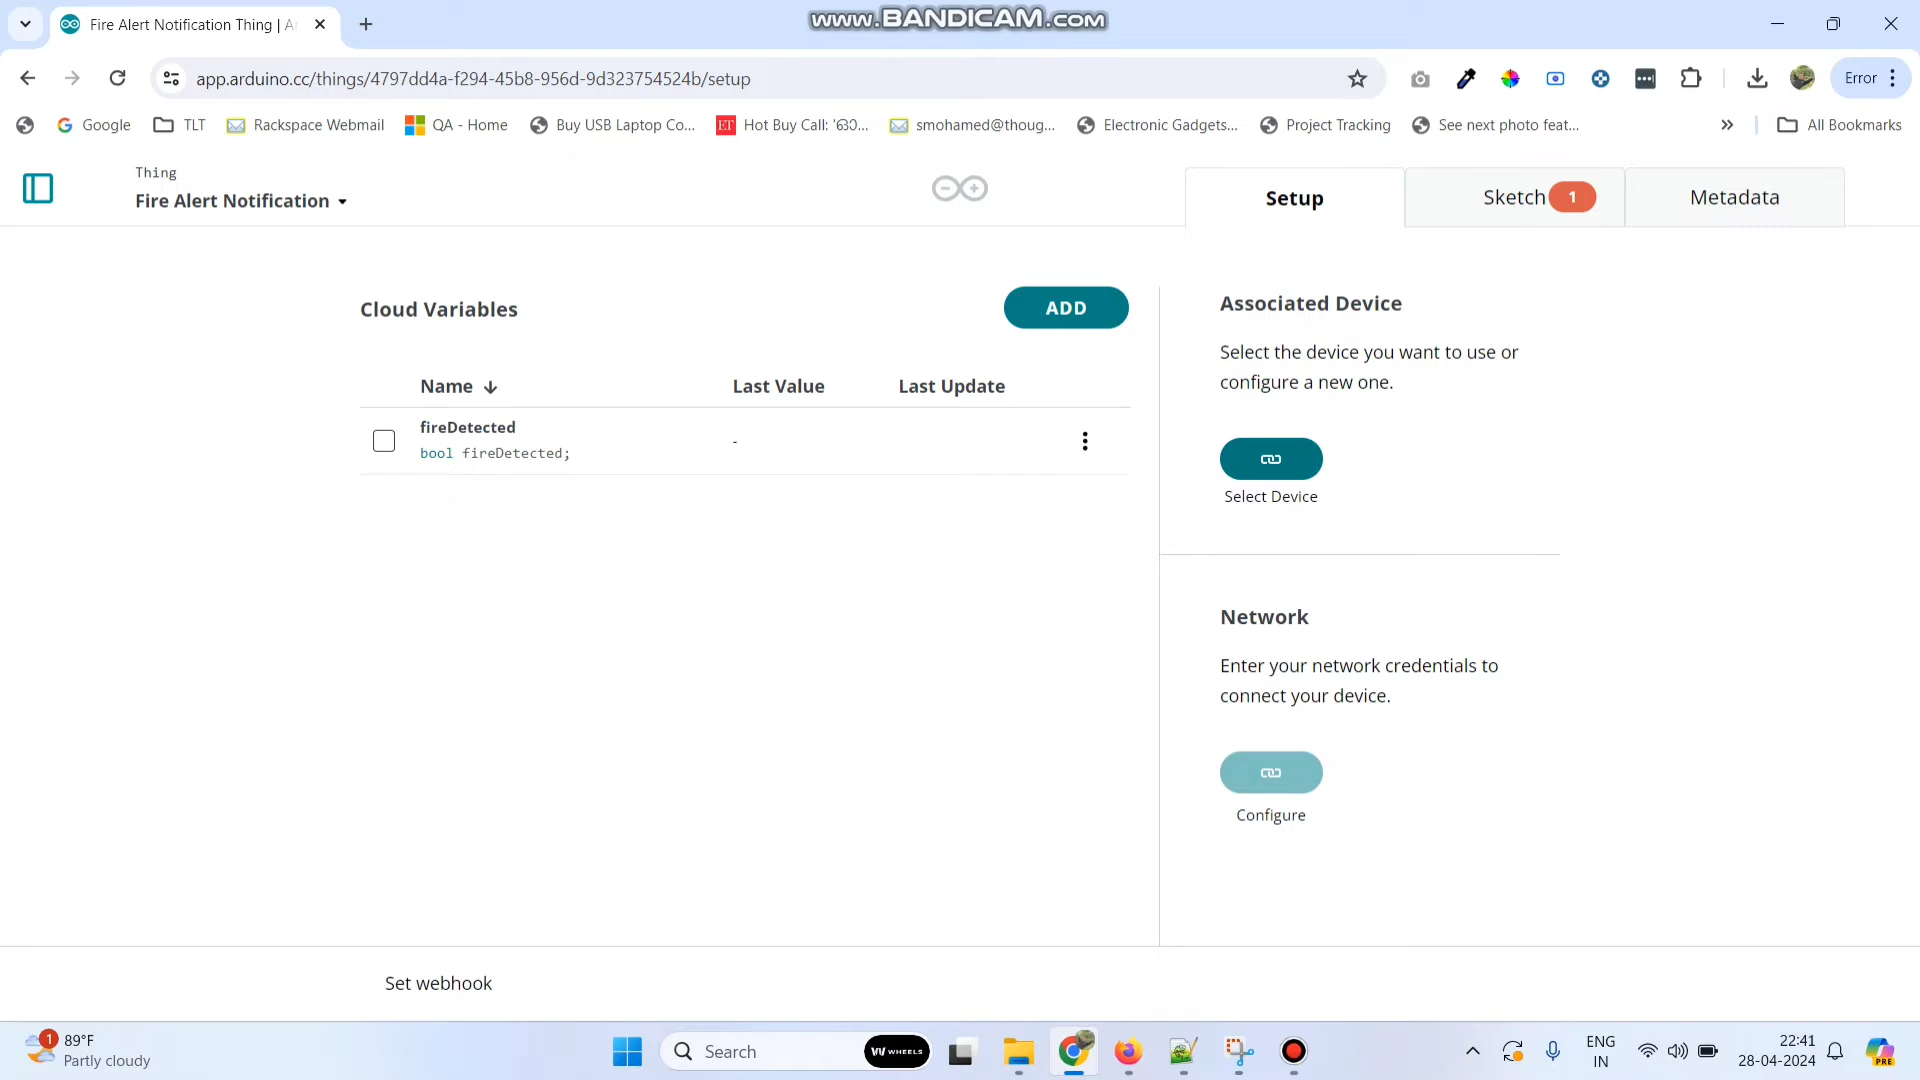 Fire Alert Notification Thing | A
www.BANDICAM.com
app.arduino.cc/things/4797dd4a-f294-45b8-956d-9d323754524b/setup
Error
Google
TLT
Rackspace Webmail
QA - Home
Buy USB Laptop Co...
ET
Hot Buy Call: 'രാ...
smohamed@thoug...
Electronic Gadgets...
Project Tracking
See next photo feat...
All Bookmarks
Thing
Fire Alert Notification
Setup
Sketch 1
Metadata
Cloud Variables
ADD
Name
Last Value
Last Update
fireDetected
bool fireDetected;
-
Associated Device
Select the device you want to use or
configure a new one.
Select Device
Network
Enter your network credentials to
connect your device.
Configure
Set webhook
1
89°F
Partly cloudy
Search
WHEELS
ENG
IN
22:41
28-04-2024
PRE